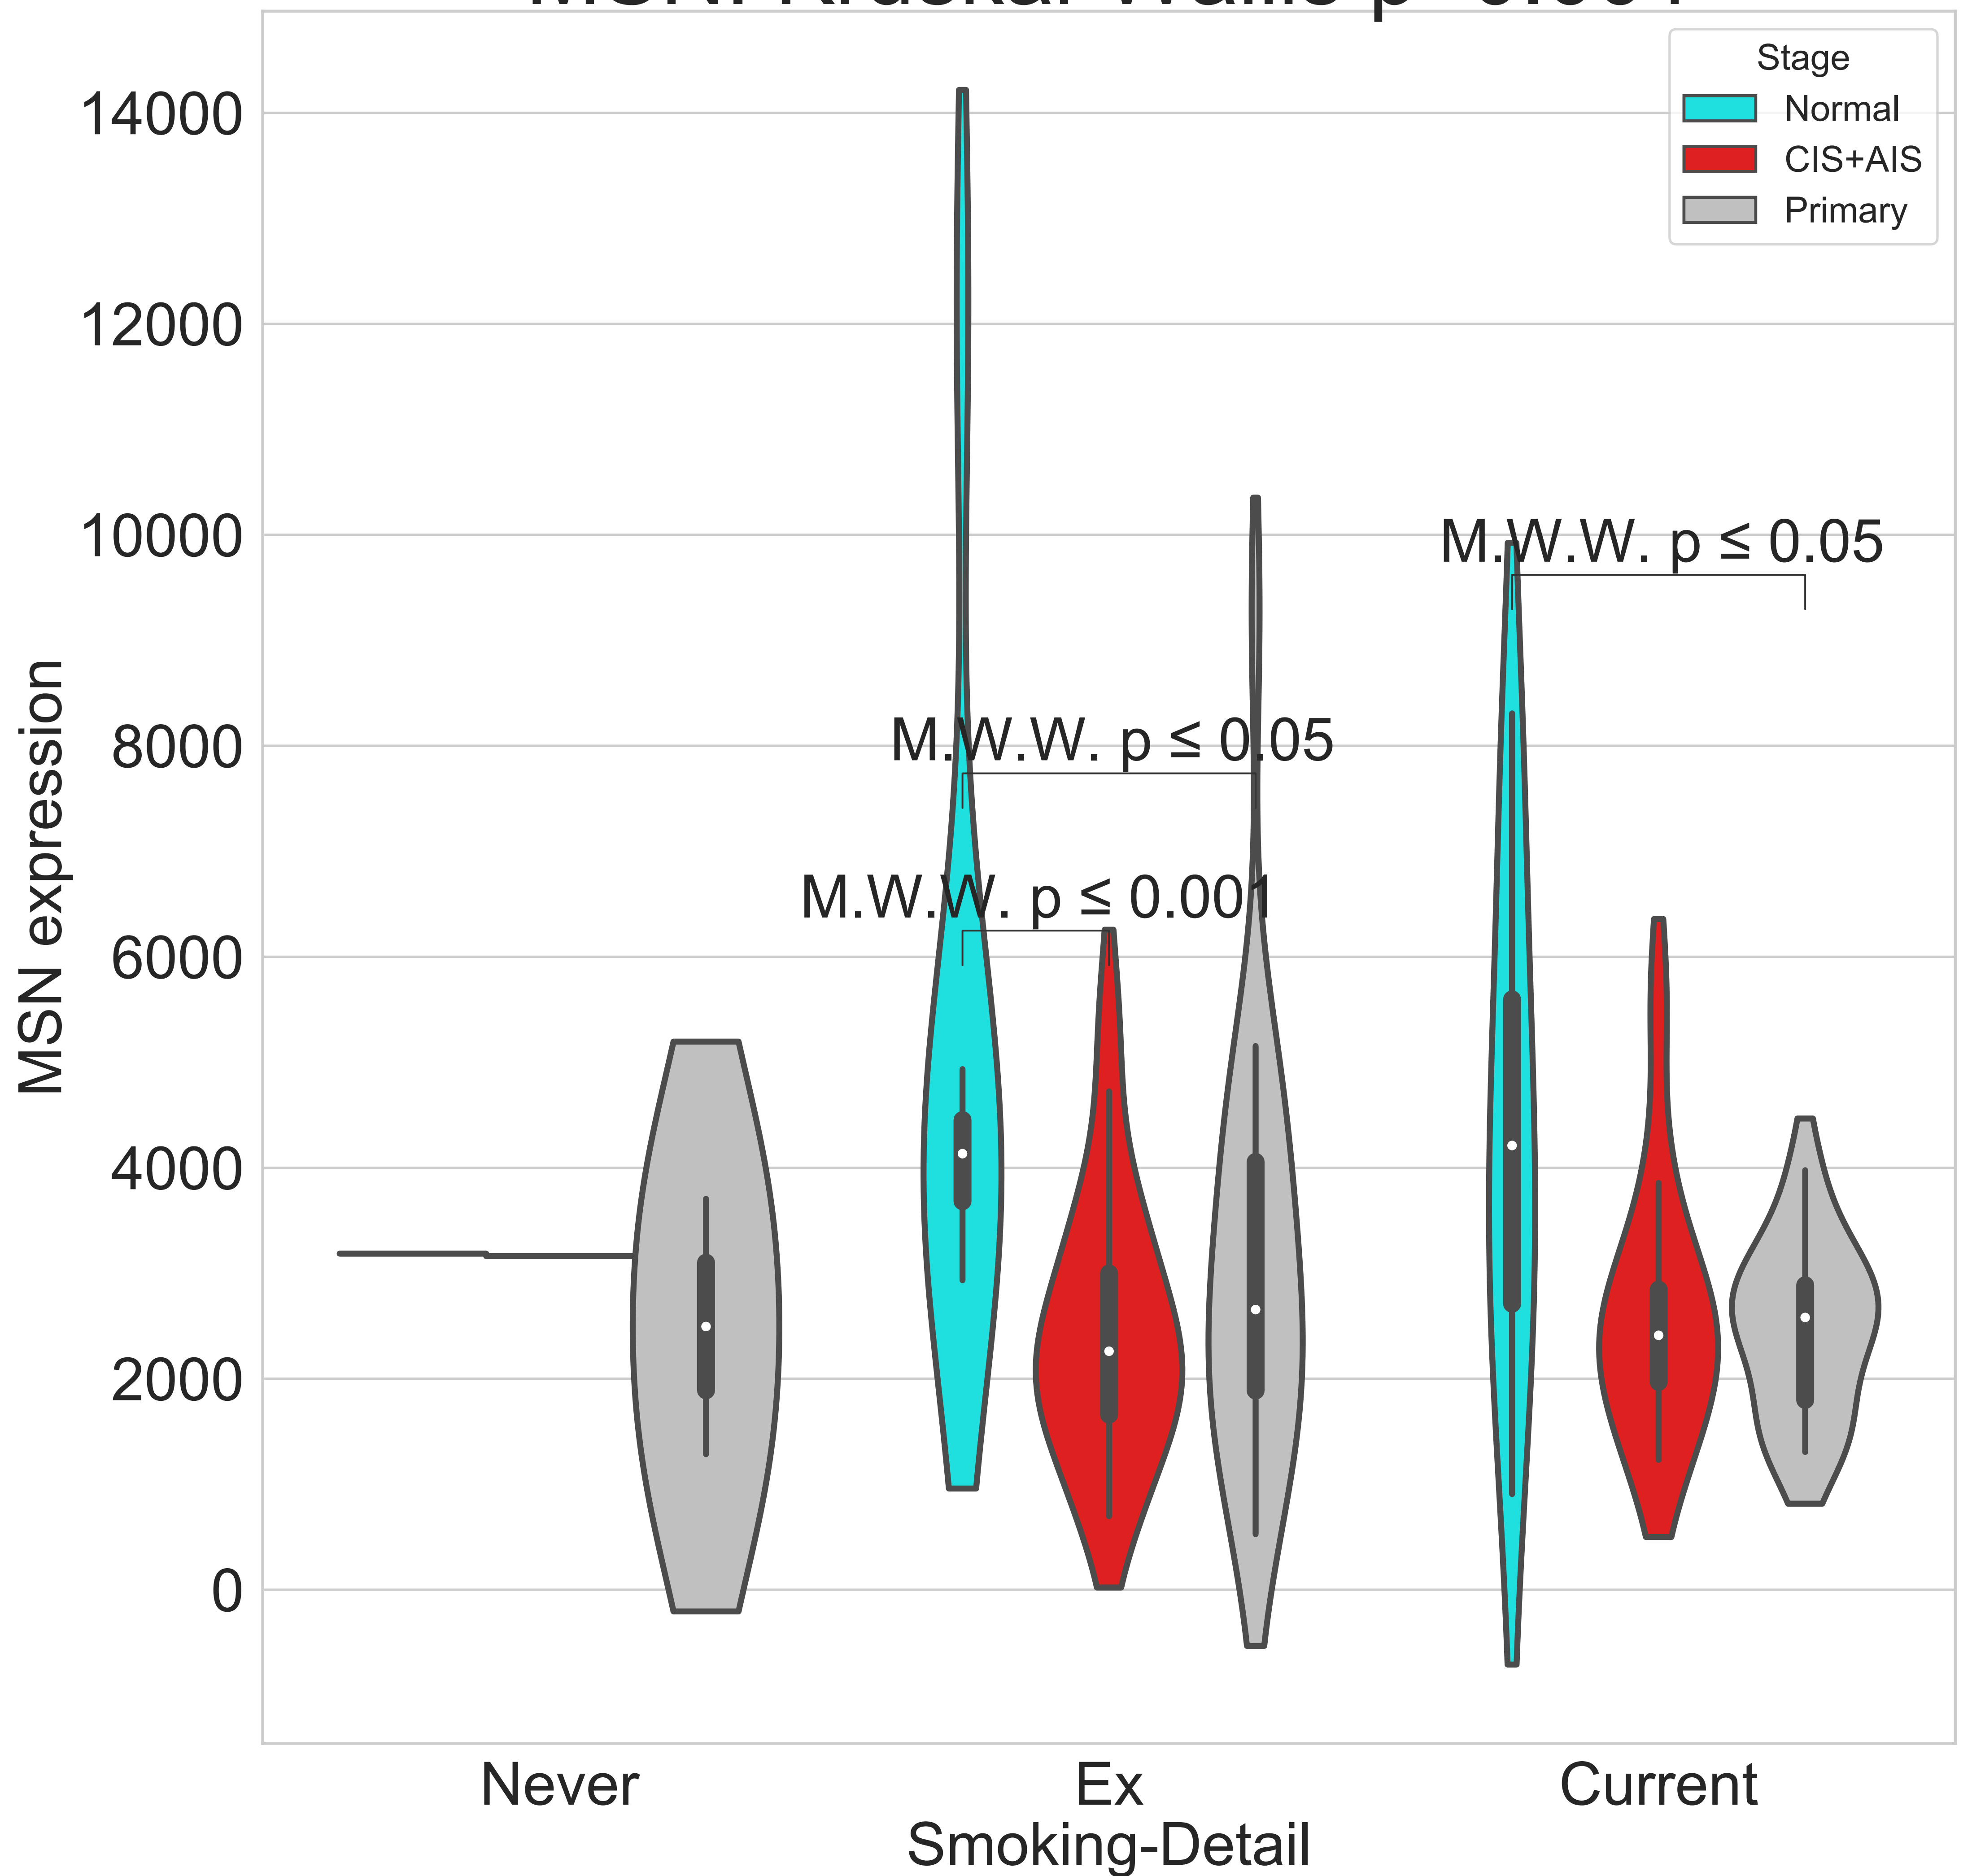 Stage
Normal
CIS+AIS
Primary
14000
12000
10000
8000
6000
4000
2000
0
MSN expression
M.W.W. p ≤ 0.05
M.W.W. p ≤ 0.05
M.W.W. p ≤ 0.001
Never
Ex
Current
Smoking-Detail